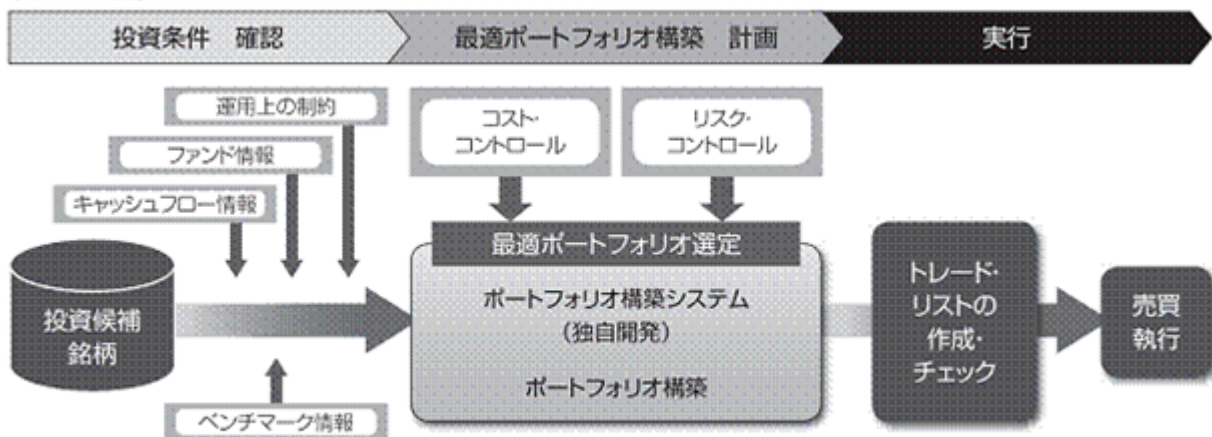 投資条件 確認
最適ポートフォリオ構築 計画
実行
運用上の制約
ファンド情報
キャッシュフロー情報
投資候補
銘柄
ベンチマーク情報
コスト・
コントロール
リスク・
コントロール
最適ポートフォリオ選定
ポートフォリオ構築システム
(独自開発)
ポートフォリオ構築
トレード・
リストの
作成・
チェック
売買
執行